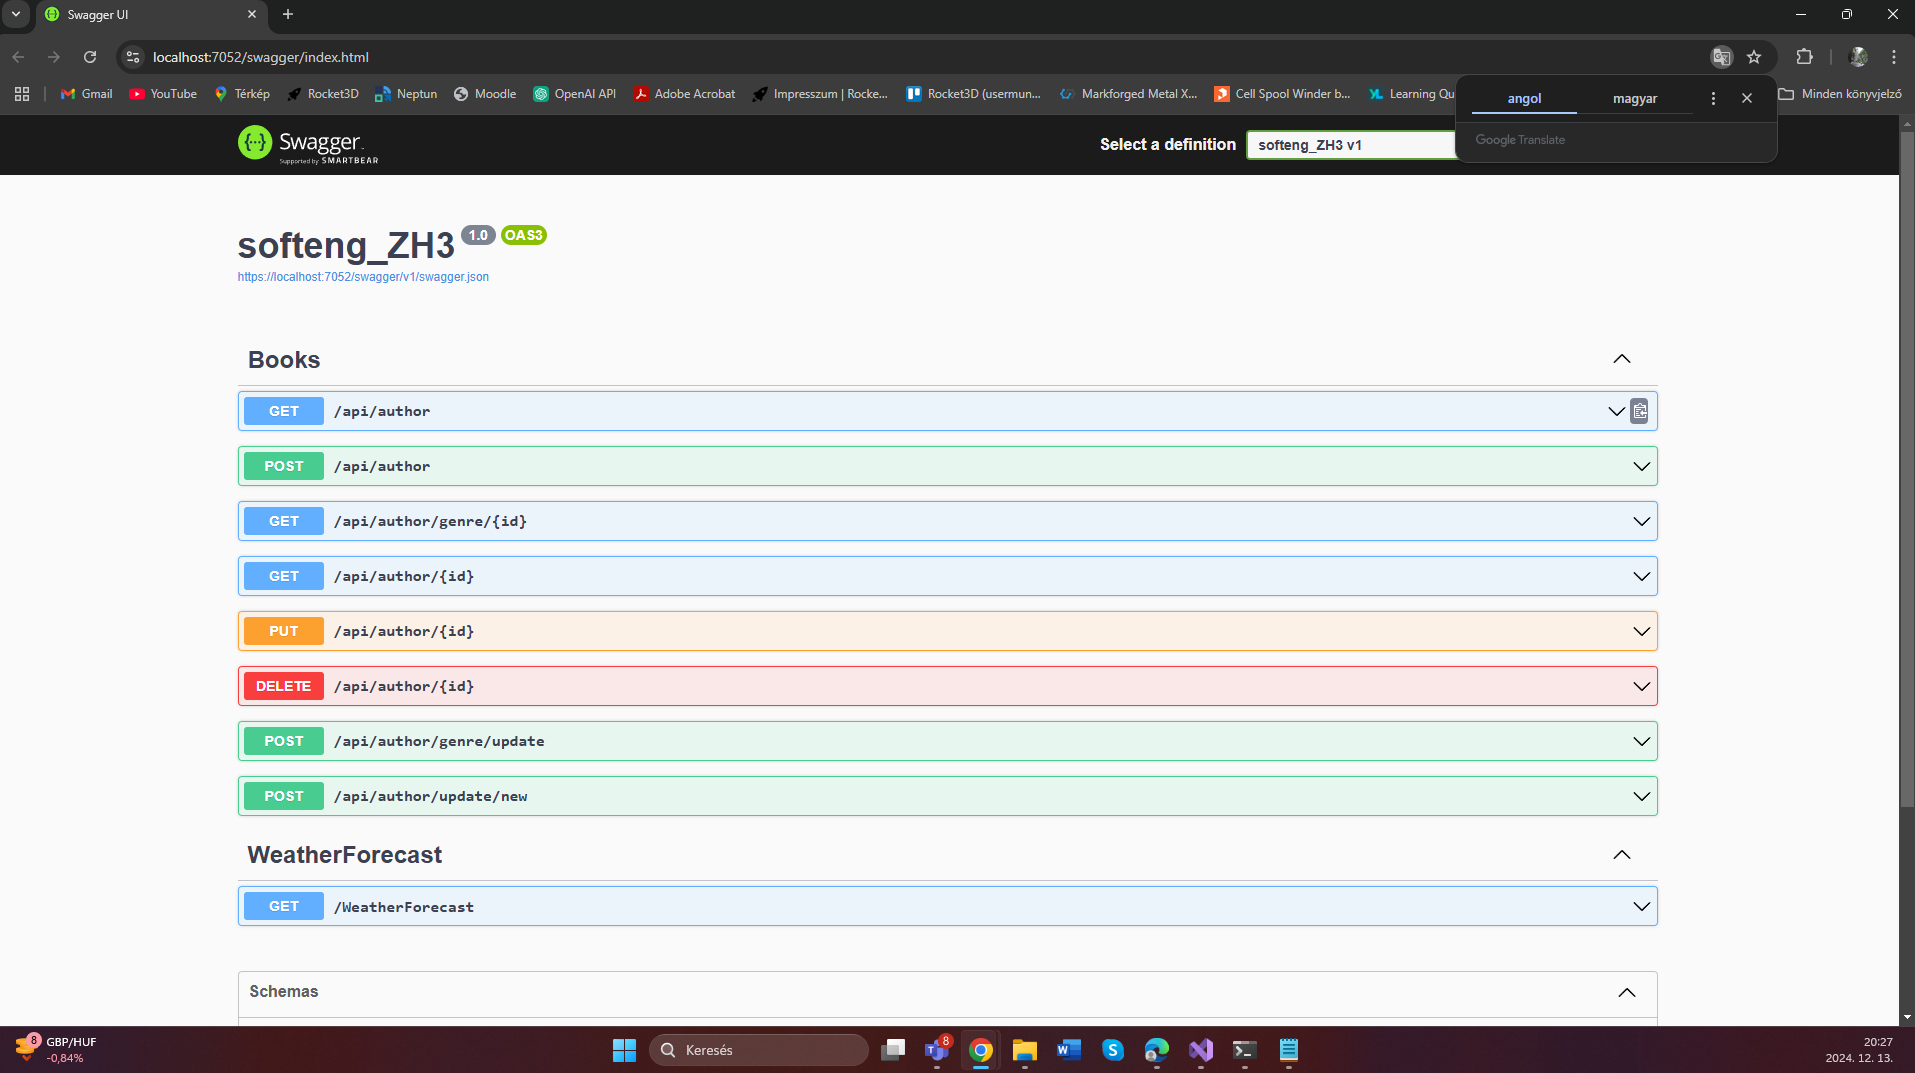 Swagger UI
localhost:7052/swagger/index.html
Gmail
YouTube
Térkép
Rocket3D
Neptun
Moodle
OpenAI API
Adobe Acrobat
Impresszum | Rocke...
Rocket3D (usermun...
Markforged Metal X...
Cell Spool Winder b...
Learning Qu
Minden könyvjelző
angol
magyar
Google Translate
Swagger
Supported by SMARTBEAR
Select a definition
softeng_ZH3 v1
softeng_ZH3 1.0 OAS3
https://localhost:7052/swagger/v1/swagger.json
Books
GET /api/author
POST /api/author
GET /api/author/genre/{id}
GET /api/author/{id}
PUT /api/author/{id}
DELETE /api/author/{id}
POST /api/author/genre/update
POST /api/author/update/new
WeatherForecast
GET /WeatherForecast
Schemas
8
GBP/HUF
-0,84%
Keresés
8
20:27
2024. 12. 13.